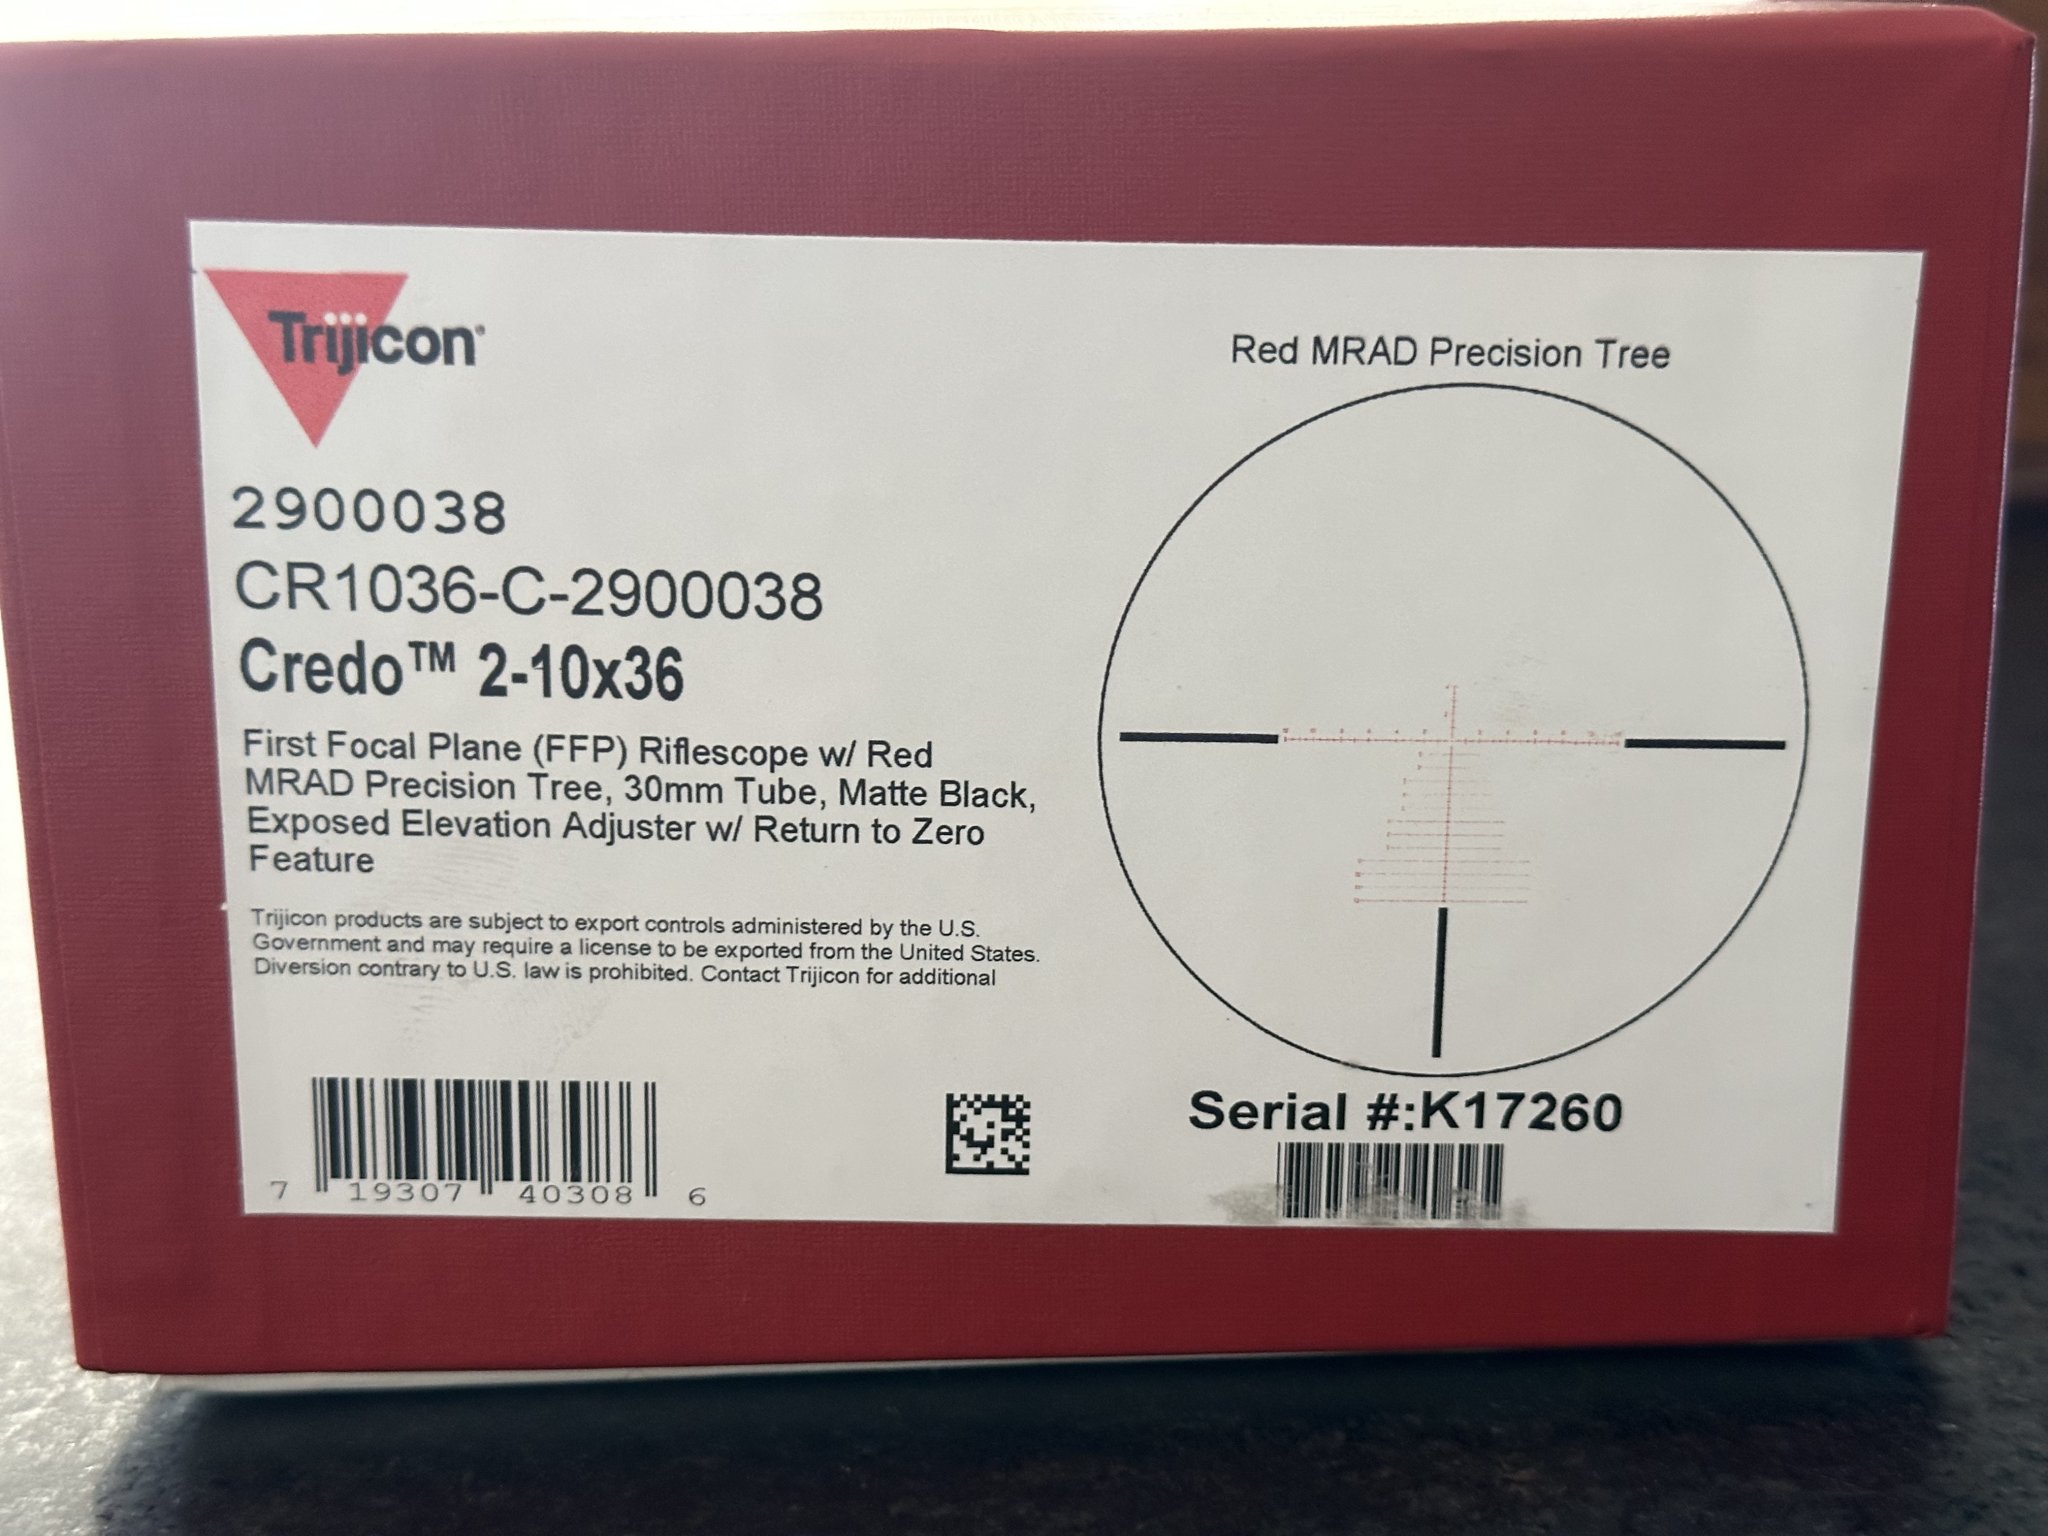 Trijicon®
2900038
CR1036-C-2900038
Credo™ 2-10x36
First Focal Plane (FFP) Riflescope w/ Red
MRAD Precision Tree, 30mm Tube, Matte Black,
Exposed Elevation Adjuster w/ Return to Zero
Feature
Trijicon products are subject to export controls administered by the U.S.
Government and may require a license to be exported from the United States.
Diversion contrary to U.S. law is prohibited. Contact Trijicon for additional
7 19307 40308 6
Red MRAD Precision Tree
Serial #:K17260